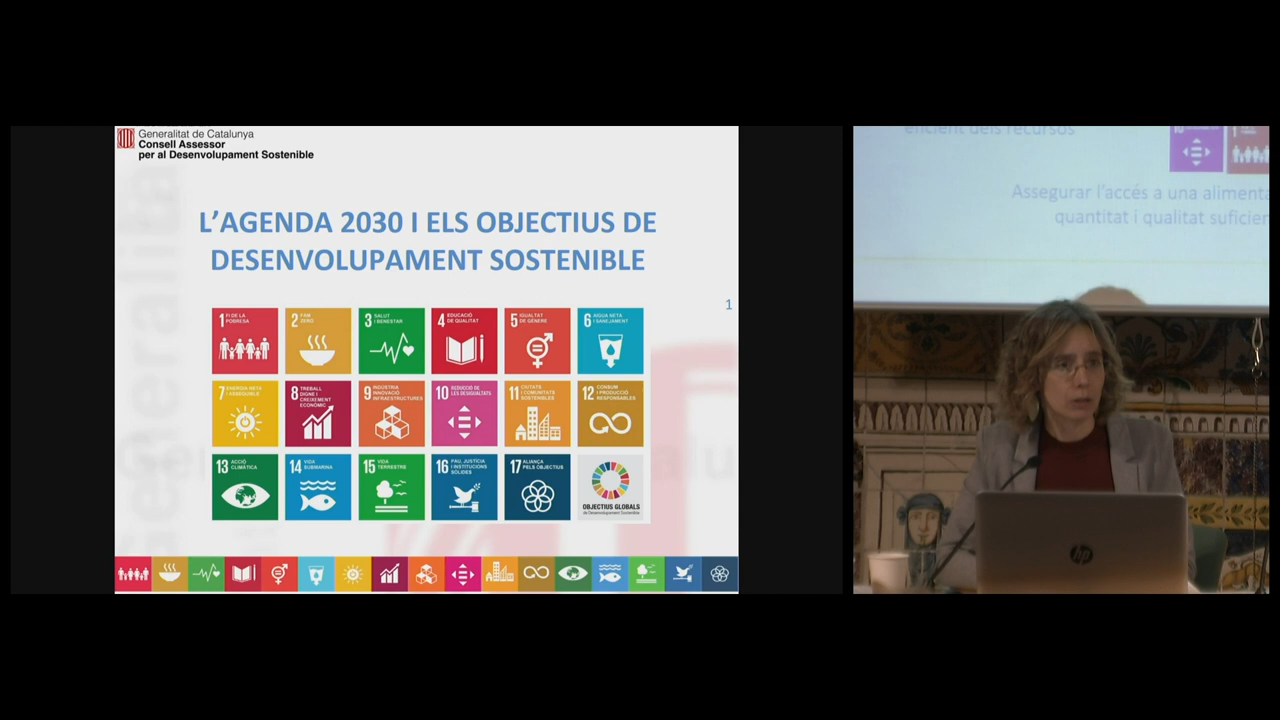 Generalitat de Catalunya
Consell Assessor
per al Desenvolupament Sostenible
L'AGENDA 2030 I ELS OBJECTIUS DE
DESENVOLUPAMENT SOSTENIBLE
1
1 FI DE LA
POBRESA
2 FAM
ZERO
3 SALUT
I BENESTAR
4 EDUCACIÓ
DE QUALITAT
5 IGUALTAT
DE GÈNERE
6 AIGUA NETA
I SANEJAMENT
7 ENERGIA NETA
I ASSEQUIBLE
8 TREBALL
DIGNE I
CREIXEMENT
ECONÒMIC
9 INDÚSTRIA
INNOVACIÓ
INFRAESTRUCTURES
10 REDUCCIÓ DE
LES DESIGUALTATS
11 CIUTATS
I COMUNITATS
SOSTENIBLES
12 CONSUM
I PRODUCCIÓ
RESPONSABLES
13 ACCIÓ
CLIMÀTICA
14 VIDA
SUBMARINA
15 VIDA
TERRESTRE
16 PAU, JUSTÍCIA
I INSTITUCIONS
SÒLIDES
17 ALIANÇA
PELS OBJECTIUS
OBJECTIUS GLOBALS
de Desenvolupament Sostenible
eficient dels recursos
Assegurar l'accés a una alimenta
quantitat i qualitat suficien
hp